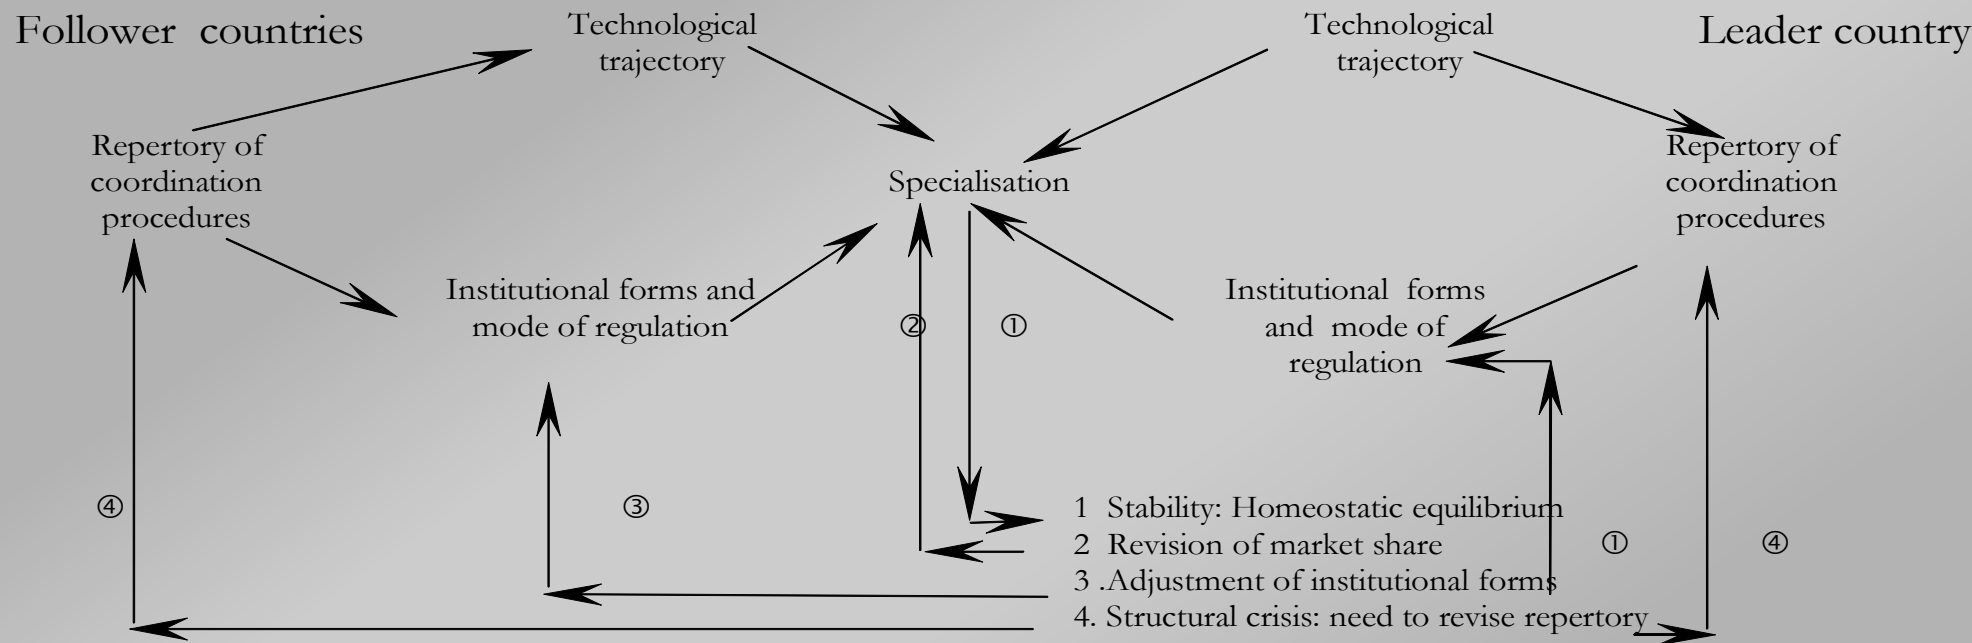 Follower countries
Technological
trajectory
Technological
trajectory
Leader country
Repertory of
coordination
procedures
Specialisation
Repertory of
coordination
procedures
Institutional forms and
mode of regulation
②
①
Institutional forms
and mode of
regulation
④
③
1 Stability: Homeostatic equilibrium
2 Revision of market share
3 .Adjustment of institutional forms
4. Structural crisis: need to revise repertory
①
④